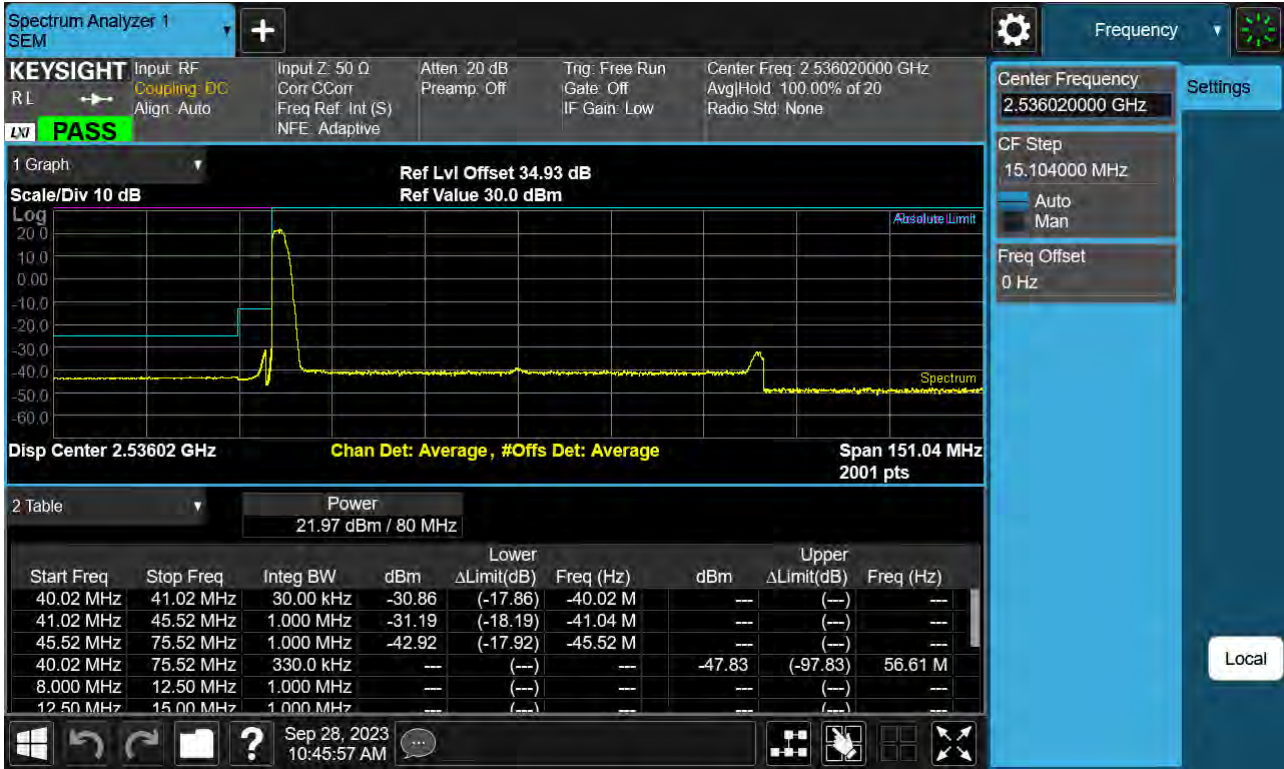 Spectrum Analyzer 1
SEM
Frequency
KEYSIGHT
R L
LXI
PASS
Input: RF
Coupling: DC
Align: Auto
Input Z: 50 Ω
Corr CCorr
Freq Ref: Int (S)
NFE: Adaptive
Atten: 20 dB
Preamp: Off
Trig: Free Run
Gate: Off
IF Gain: Low
Center Freq: 2.536020000 GHz
Avg|Hold: 100.00% of 20
Radio Std: None
Center Frequency
2.536020000 GHz
Settings
CF Step
15.104000 MHz
Auto
Man
Freq Offset
0 Hz
Local
1 Graph
Scale/Div 10 dB
Ref Lvl Offset 34.93 dB
Ref Value 30.0 dBm
Log
Absolute Limit
20.0
10.0
0.00
-10.0
-20.0
-30.0
-40.0
-50.0
-60.0
Spectrum
Disp Center 2.53602 GHz
Chan Det: Average, #Offs Det: Average
Span 151.04 MHz
2001 pts
2 Table
Power
21.97 dBm / 80 MHz
Lower Upper
Start Freq Stop Freq Integ BW dBm ΔLimit(dB) Freq (Hz) dBm ΔLimit(dB) Freq (Hz)
40.02 MHz 41.02 MHz 30.00 kHz -30.86 (-17.86) -40.02 M --- (---) ---
41.02 MHz 45.52 MHz 1.000 MHz -31.19 (-18.19) -41.04 M --- (---) ---
45.52 MHz 75.52 MHz 1.000 MHz -42.92 (-17.92) -45.52 M --- (---) ---
40.02 MHz 75.52 MHz 330.0 kHz --- (---) --- -47.83 (-97.83) 56.61 M
8.000 MHz 12.50 MHz 1.000 MHz --- (---) --- --- (---) ---
12.50 MHz 15.00 MHz 1.000 MHz --- (---) --- --- (---) ---
Sep 28, 2023
10:45:57 AM